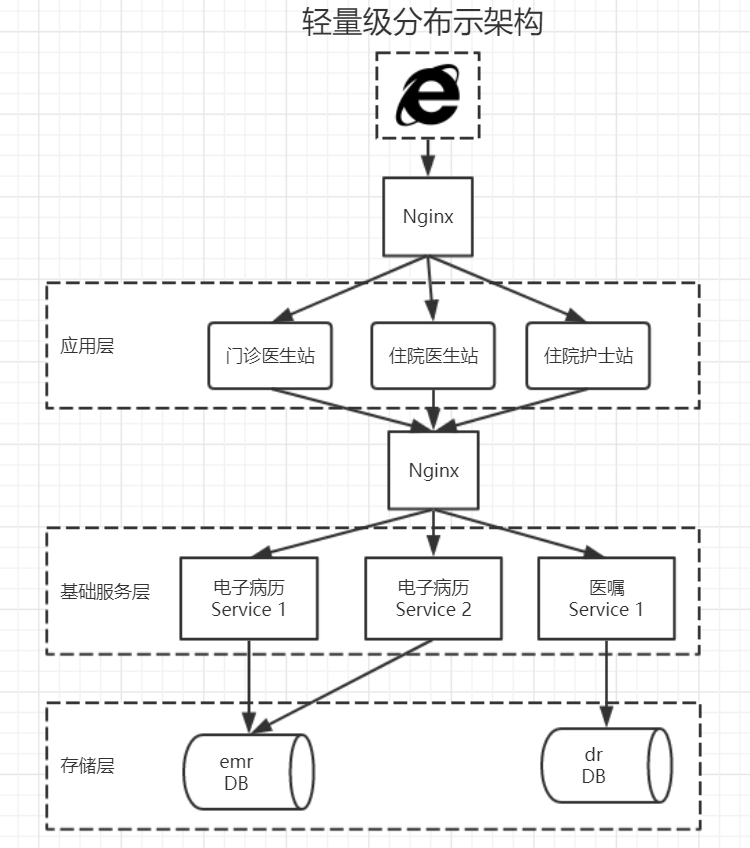 轻量级分布示架构
Nginx
应用层
门诊医生站
住院医生站
住院护士站
Nginx
基础服务层
电子病历
Service 1
电子病历
Service 2
医嘱
Service 1
存储层
emr
DB
dr
DB